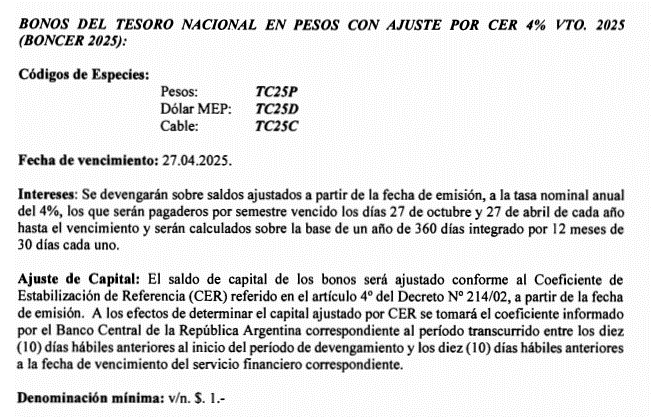 BONOS DEL TESORO NACIONAL EN PESOS CON AJUSTE POR CER 4% VTO. 2025
(BONCER 2025):
Códigos de Especies:
Pesos: TC25P
Dólar MEP: TC25D
Cable: TC25C
Fecha de vencimiento: 27.04.2025.
Intereses: Se devengarán sobre saldos ajustados a partir de la fecha de emisión, a la tasa nominal anual
del 4%, los que serán pagaderos por semestre vencido los días 27 de octubre y 27 de abril de cada año
hasta el vencimiento y serán calculados sobre la base de un año de 360 días integrado por 12 meses de
30 días cada uno.
Ajuste de Capital: El saldo de capital de los bonos será ajustado conforme al Coeficiente de
Estabilización de Referencia (CER) referido en el artículo 4º del Decreto Nº 214/02, a partir de la fecha
de emisión. A los efectos de determinar el capital ajustado por CER se tomará el coeficiente informado
por el Banco Central de la República Argentina correspondiente al período transcurrido entre los diez
(10) días hábiles anteriores al inicio del período de devengamiento y los diez (10) días hábiles anteriores
a la fecha de vencimiento del servicio financiero correspondiente.
Denominación mínima: v/n. $. 1.-